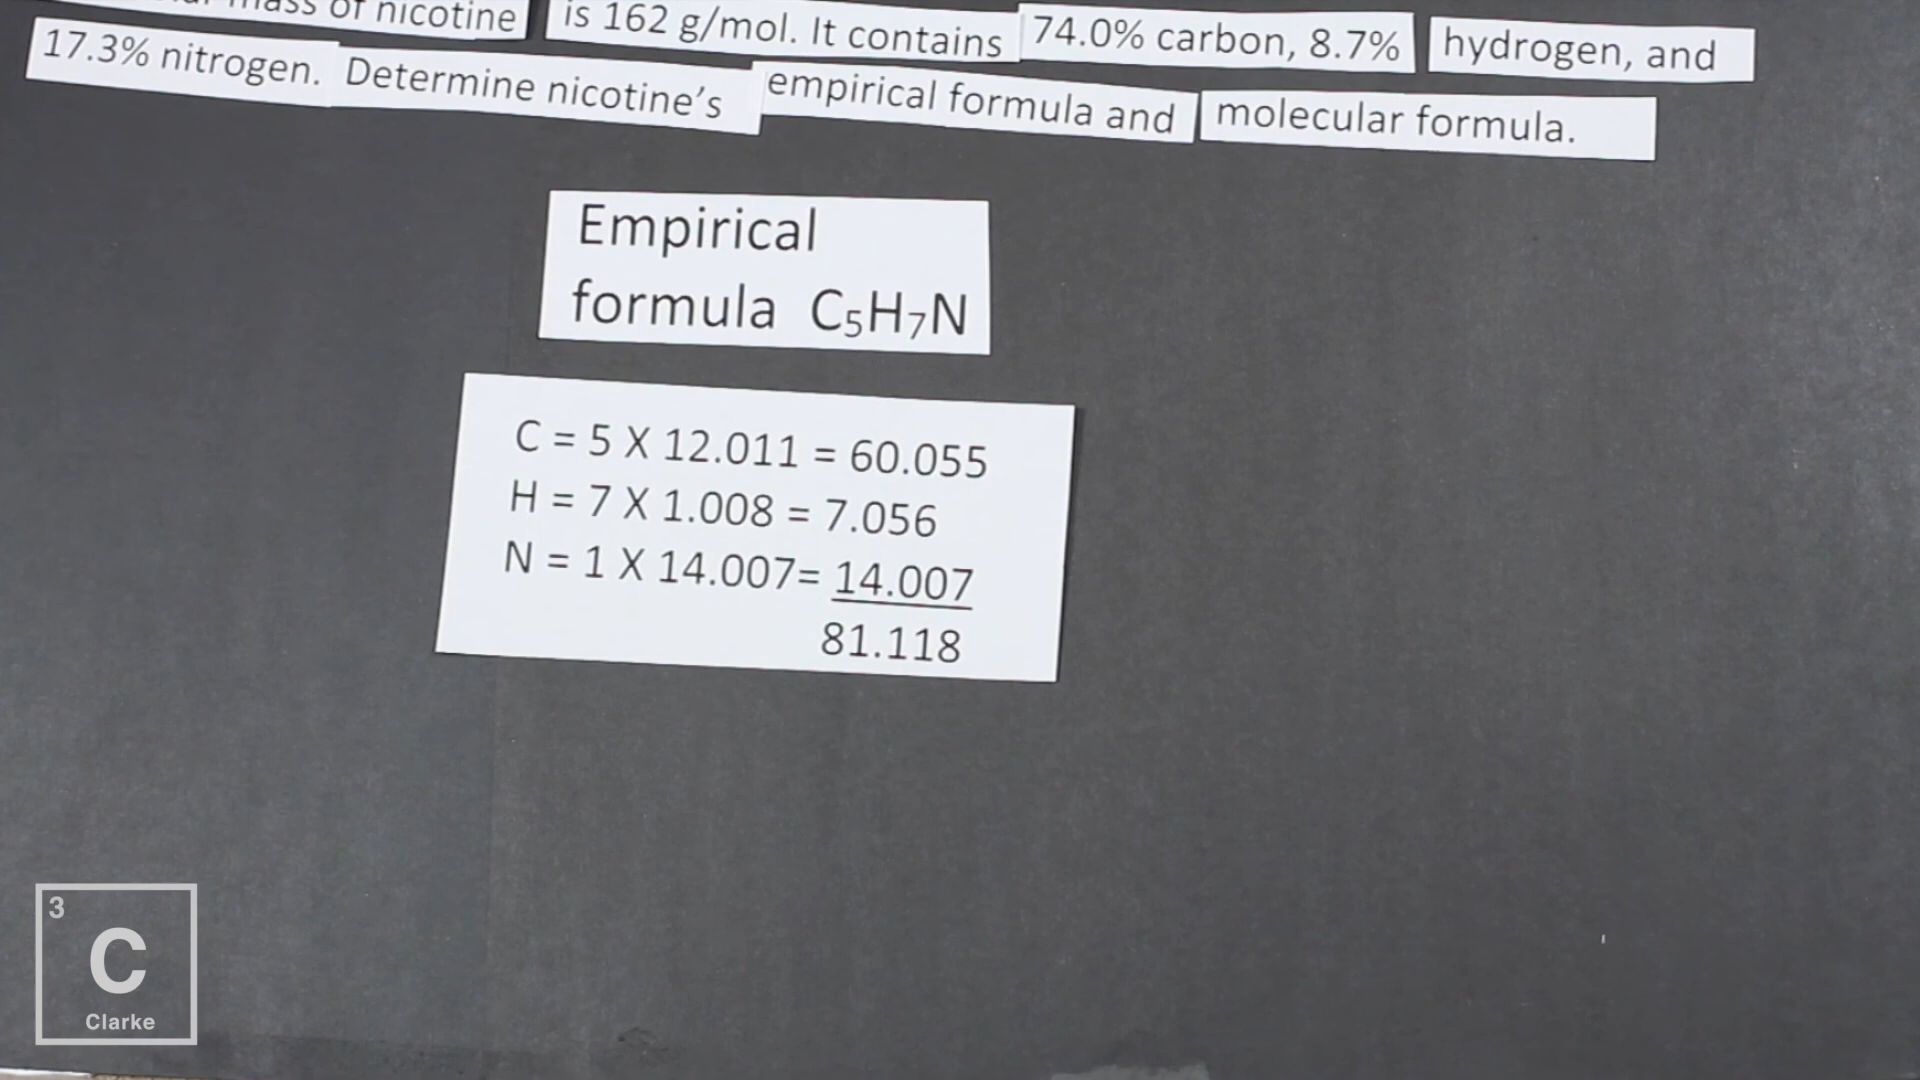 mass of nicotine is 162 g/mol. It contains 74.0% carbon, 8.7% hydrogen, and
17.3% nitrogen. Determine nicotine's empirical formula and molecular formula.
Empirical
formula C₅H₇N
C = 5 X 12.011 = 60.055
H = 7 X 1.008 = 7.056
N = 1 X 14.007= 14.007
81.118
3
C
Clarke